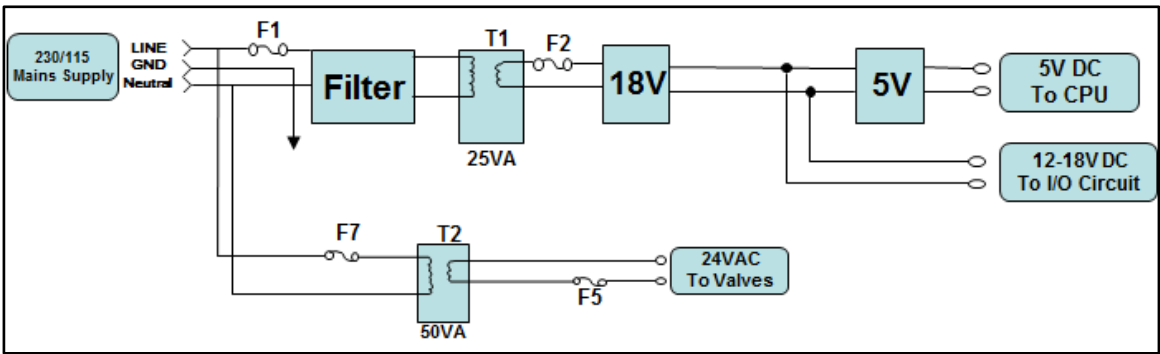 230/115
Mains Supply
LINE
GND
Neutral
F1
Filter
T1
25VA
F2
18V
5V
5V DC
To CPU
12-18V DC
To I/O Circuit
F7
T2
50VA
F5
24VAC
To Valves